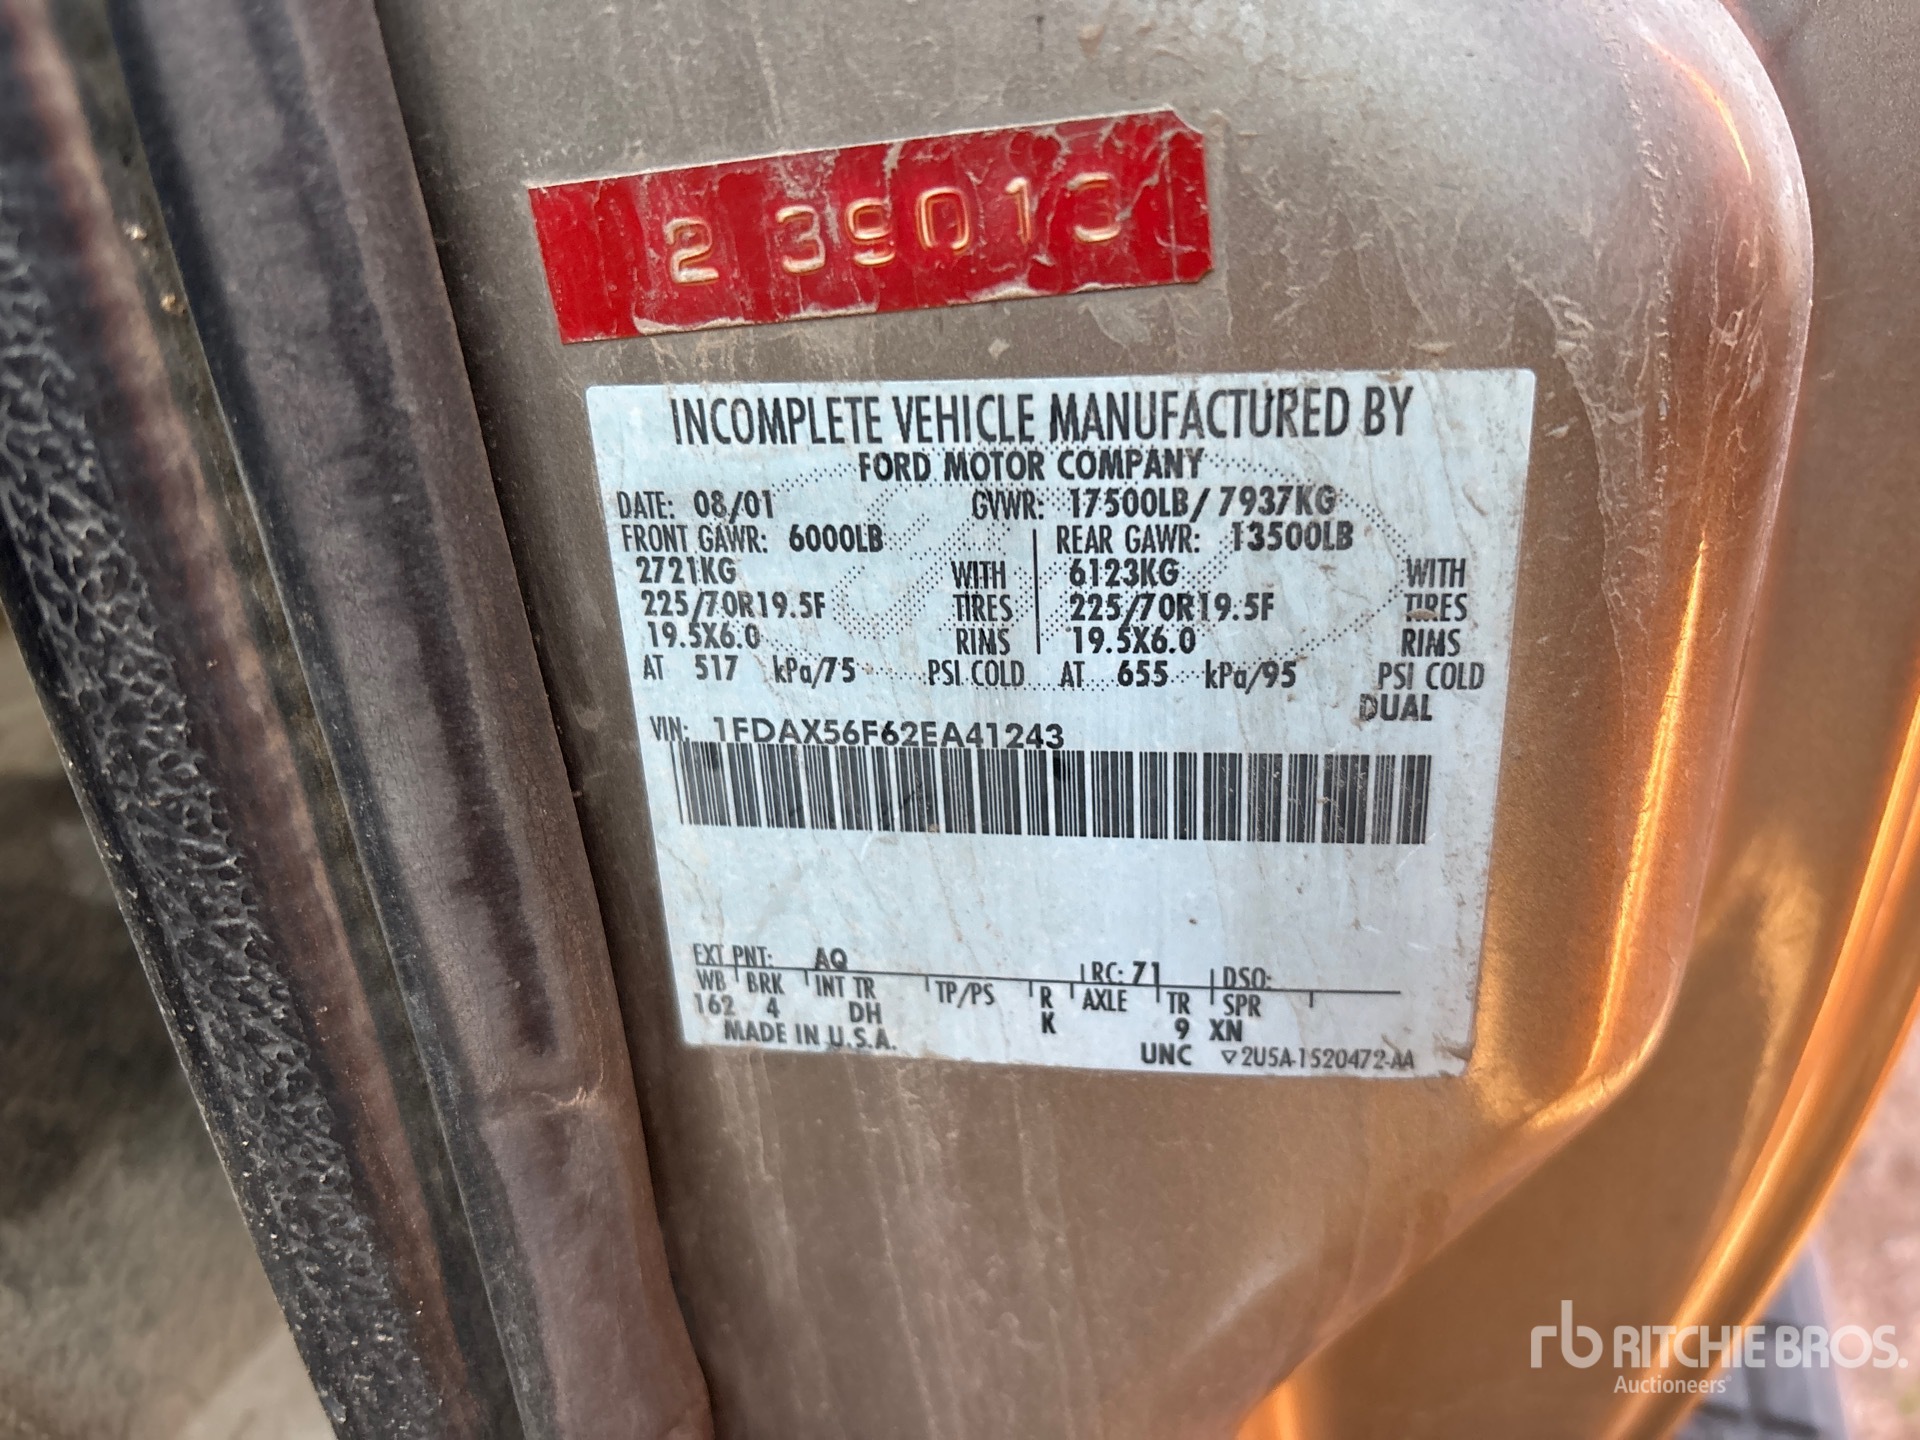 2 39013
INCOMPLETE VEHICLE MANUFACTURED BY
FORD MOTOR COMPANY
DATE: 08/01 GVWR: 17500LB/ 7937KG
FRONT GAWR: 6000LB REAR GAWR: 13500LB
2721KG WITH 6123KG WITH
225/70R19.5F TIRES 225/70R19.5F TIRES
19.5X6.0 RIMS 19.5X6.0 RIMS
AT 517 kPa/75 PSI COLD AT 655 kPa/95 PSI COLD
DUAL
VIN: 1FDAX56F62EA41243
EXT PNT: AQ RC: 71 DSO:
WB BRK INT TR TP/PS R AXLE TR SPR
162 4 DH K 9 XN
MADE IN U.S.A. UNC ▽2U5A-1520472-AA
rb RITCHIE BROS.
Auctioneers